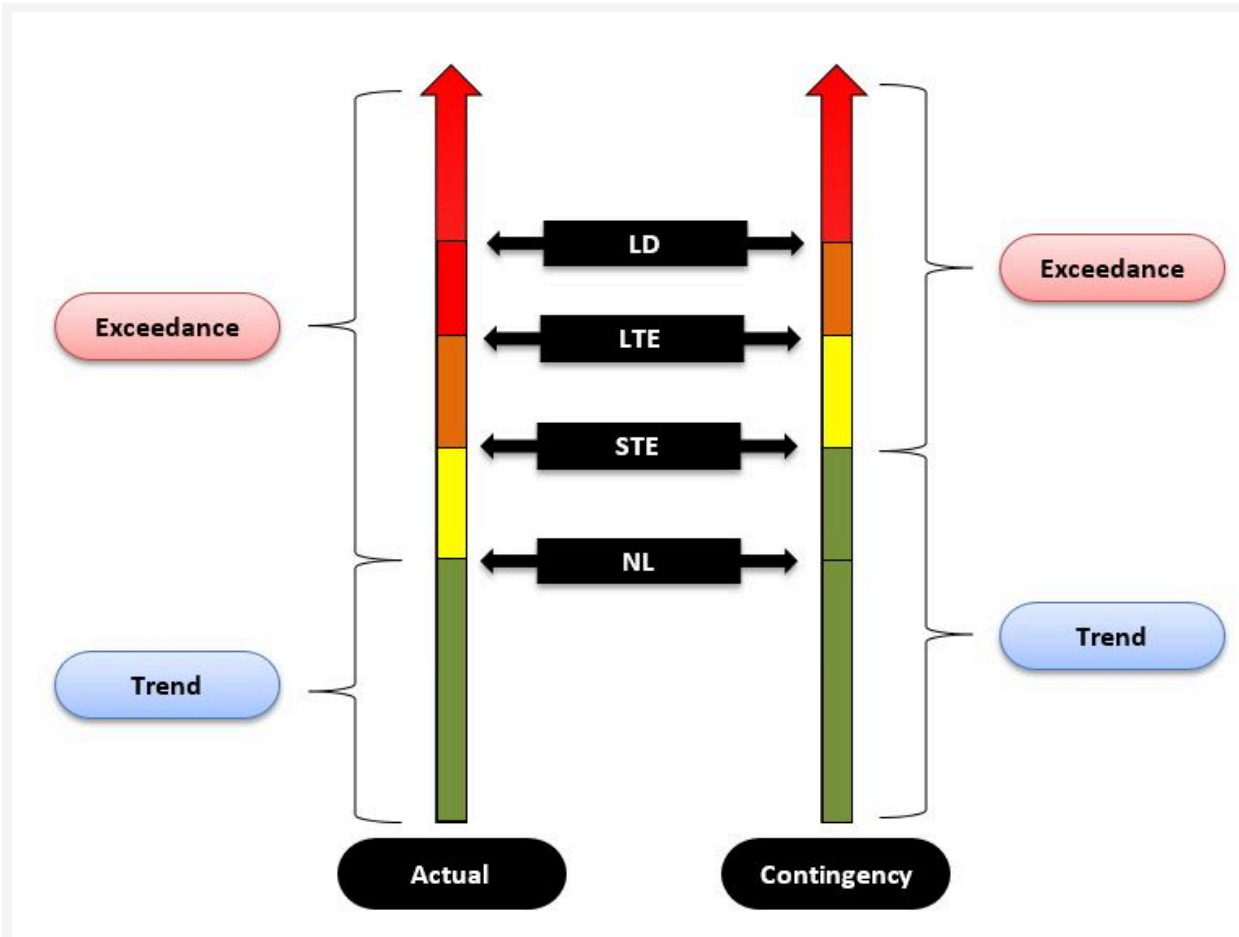 LD
Exceedance
LTE
Exceedance
STE
NL
Trend
Trend
Actual
Contingency